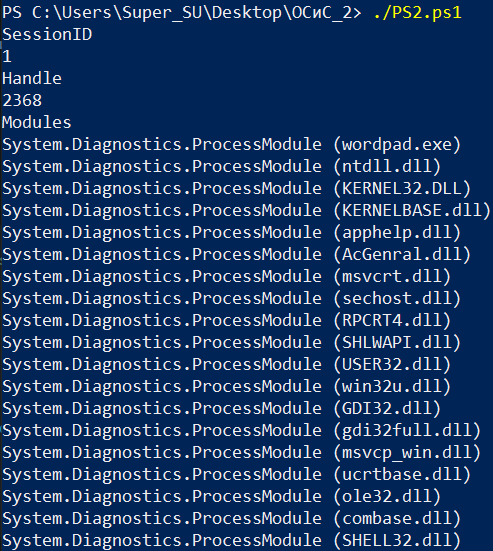 PS C:\Users\Super_SU\Desktop\ОСиС_2> ./PS2.ps1
SessionID
1
Handle
2368
Modules
System.Diagnostics.ProcessModule (wordpad.exe)
System.Diagnostics.ProcessModule (ntdll.dll)
System.Diagnostics.ProcessModule (KERNEL32.DLL)
System.Diagnostics.ProcessModule (KERNELBASE.dll)
System.Diagnostics.ProcessModule (apphelp.dll)
System.Diagnostics.ProcessModule (AcGenral.dll)
System.Diagnostics.ProcessModule (msvcrt.dll)
System.Diagnostics.ProcessModule (sechost.dll)
System.Diagnostics.ProcessModule (RPCRT4.dll)
System.Diagnostics.ProcessModule (SHLWAPI.dll)
System.Diagnostics.ProcessModule (USER32.dll)
System.Diagnostics.ProcessModule (win32u.dll)
System.Diagnostics.ProcessModule (GDI32.dll)
System.Diagnostics.ProcessModule (gdi32full.dll)
System.Diagnostics.ProcessModule (msvcp_win.dll)
System.Diagnostics.ProcessModule (ucrtbase.dll)
System.Diagnostics.ProcessModule (ole32.dll)
System.Diagnostics.ProcessModule (combase.dll)
System.Diagnostics.ProcessModule (SHELL32.dll)